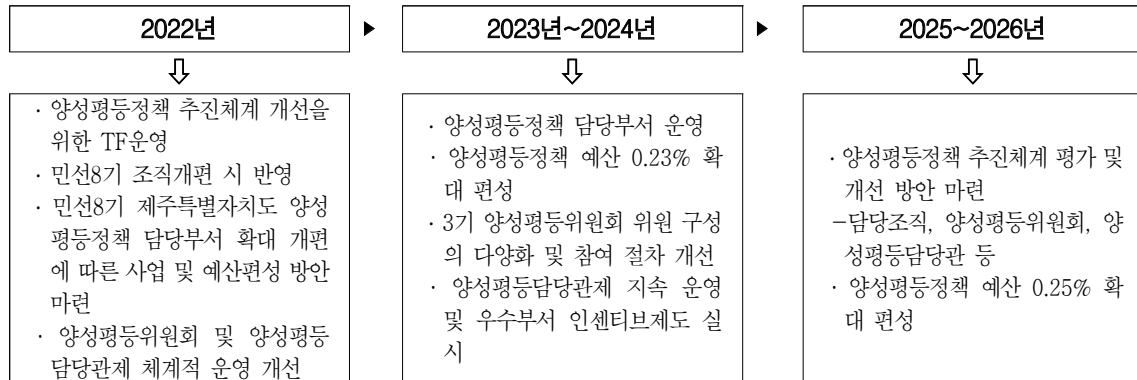 2022년
▶
2023년~2024년
▶
2025~2026년
⇩
⇩
⇩
· 양성평등정책 추진체계 개선을
위한 TF운영
· 민선8기 조직개편 시 반영
· 민선8기 제주특별자치도 양성
평등정책 담당부서 확대 개편
에 따른 사업 및 예산편성 방안
마련
· 양성평등위원회 및 양성평등
담당관제 체계적 운영 개선
· 양성평등정책 담당부서 운영
· 양성평등정책 예산 0.23% 확
대 편성
· 3기 양성평등위원회 위원 구성
의 다양화 및 참여 절차 개선
· 양성평등담당관제 지속 운영
및 우수부서 인센티브제도 실
시
· 양성평등정책 추진체계 평가 및
개선 방안 마련
-담당조직, 양성평등위원회, 양
성평등담당관 등
· 양성평등정책 예산 0.25% 확
대 편성